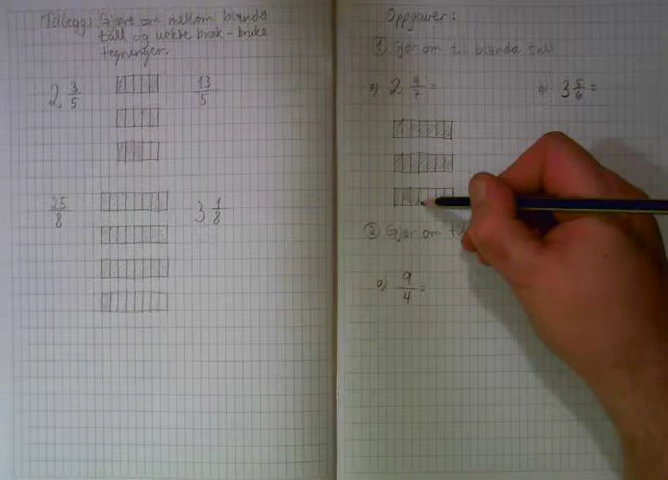 Tillegg: Gjøre om mellom blanda
tall og uekte brøk - bruke
tegninger.
2 3/5
13/5
25/8
3 1/8
Oppgaver:
① Gjør om til blanda tall
a) 2 4/7 =
b) 3 5/6 =
② Gjør om til
a) 9/4 =